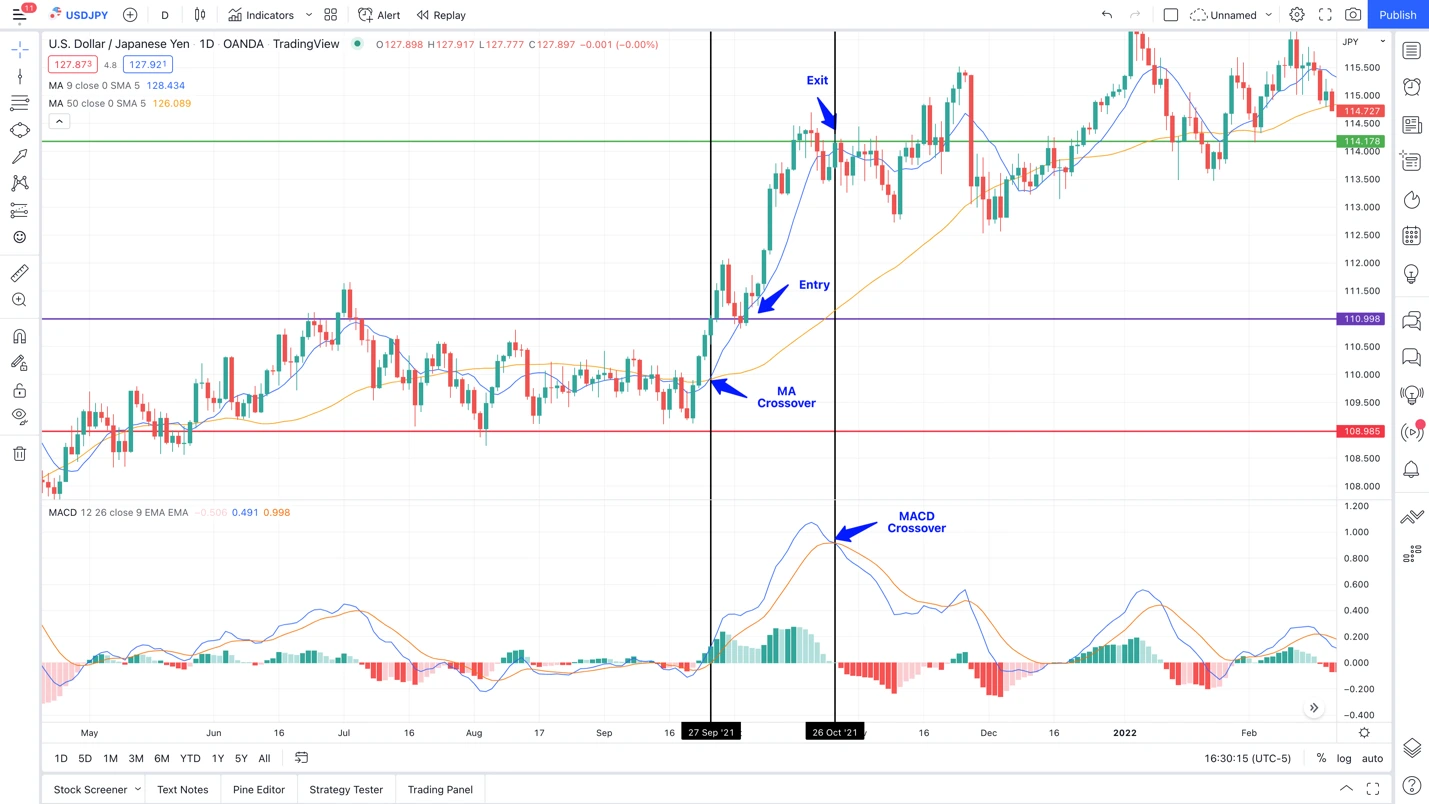 11
USDJPY
D
Indicators
Alert
Replay
Unnamed
Publish
U.S. Dollar / Japanese Yen · 1D · OANDA · TradingView
O127.898 H127.917 L127.777 C127.897 -0.001 (-0.00%)
127.873 4.8 127.921
MA 9 close 0 SMA 5 128.434
MA 50 close 0 SMA 5 126.089
JPY
115.500
115.000
114.727
114.500
114.178
114.000
113.500
113.000
112.500
112.000
111.500
110.998
110.500
110.000
109.500
108.985
108.500
108.000
Exit
Entry
MA
Crossover
MACD 12 26 close 9 EMA EMA -0.506 0.491 0.998
MACD
Crossover
1.200
1.000
0.800
0.600
0.400
0.200
0.000
-0.200
-0.400
May
Jun
16
Jul
16
Aug
17
Sep
16
27 Sep '21
26 Oct '21
16
Dec
16
2022
Feb
1D 5D 1M 3M 6M YTD 1Y 5Y All
16:30:15 (UTC-5)
% log auto
Stock Screener
Text Notes
Pine Editor
Strategy Tester
Trading Panel